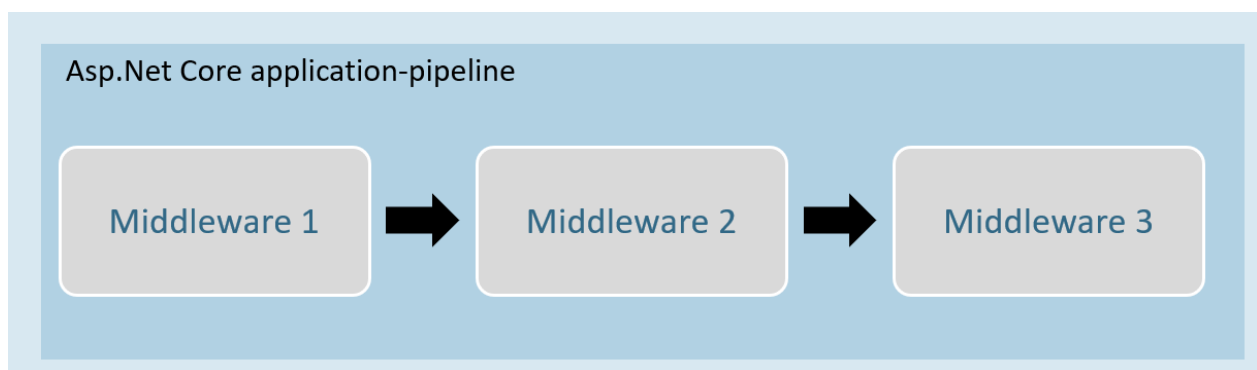 Asp.Net Core application-pipeline
Middleware 1
Middleware 2
Middleware 3